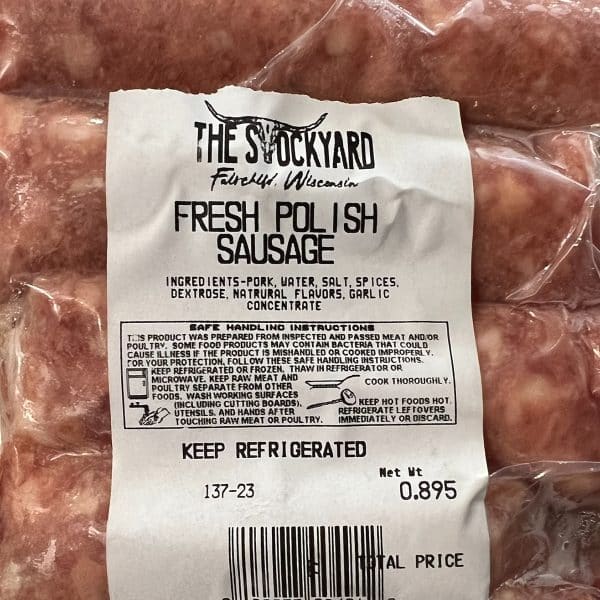 THE STOCKYARD
Fairchild, Wisconsin
FRESH POLISH
SAUSAGE
INGREDIENTS-PORK, WATER, SALT, SPICES,
DEXTROSE, NATRURAL FLAVORS, GARLIC
CONCENTRATE
SAFE HANDLING INSTRUCTIONS
THIS PRODUCT WAS PREPARED FROM INSPECTED AND PASSED MEAT AND/OR
POULTRY. SOME FOOD PRODUCTS MAY CONTAIN BACTERIA THAT COULD
CAUSE ILLNESS IF THE PRODUCT IS MISHANDLED OR COOKED IMPROPERLY.
FOR YOUR PROTECTION, FOLLOW THESE SAFE HANDLING INSTRUCTIONS.
KEEP REFRIGERATED OR FROZEN. THAW IN REFRIGERATOR OR
MICROWAVE. KEEP RAW MEAT AND
POULTRY SEPARATE FROM OTHER
FOODS. WASH WORKING SURFACES
(INCLUDING CUTTING BOARDS),
UTENSILS, AND HANDS AFTER
TOUCHING RAW MEAT OR POULTRY.
COOK THOROUGHLY.
KEEP HOT FOODS HOT.
REFRIGERATE LEFTOVERS
IMMEDIATELY OR DISCARD.
KEEP REFRIGERATED
137-23
Net Wt
0.895
TOTAL PRICE